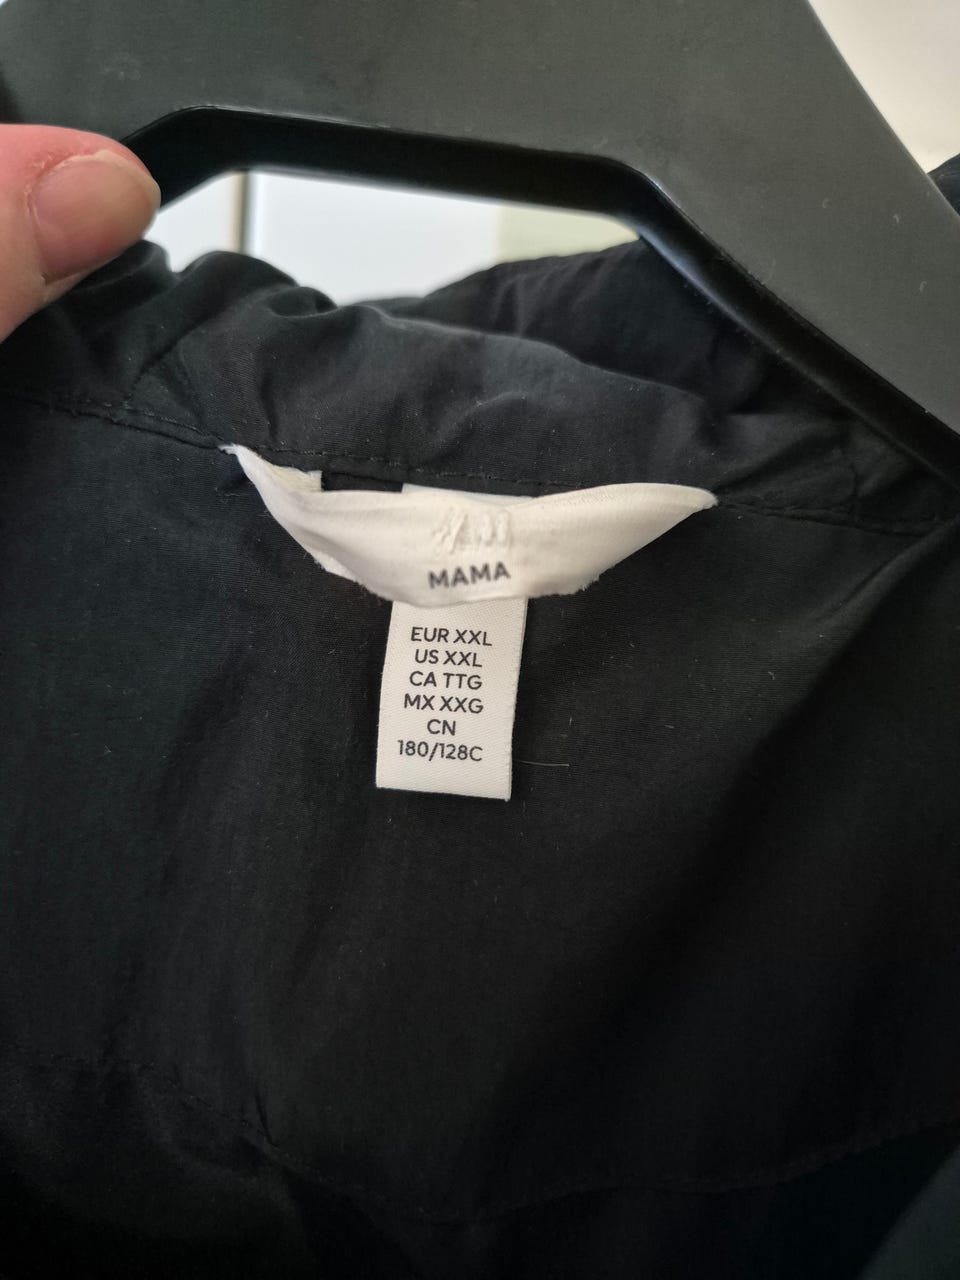 H&M
MAMA
EUR XXL
US XXL
CA TTG
MX XXG
CN
180/128C